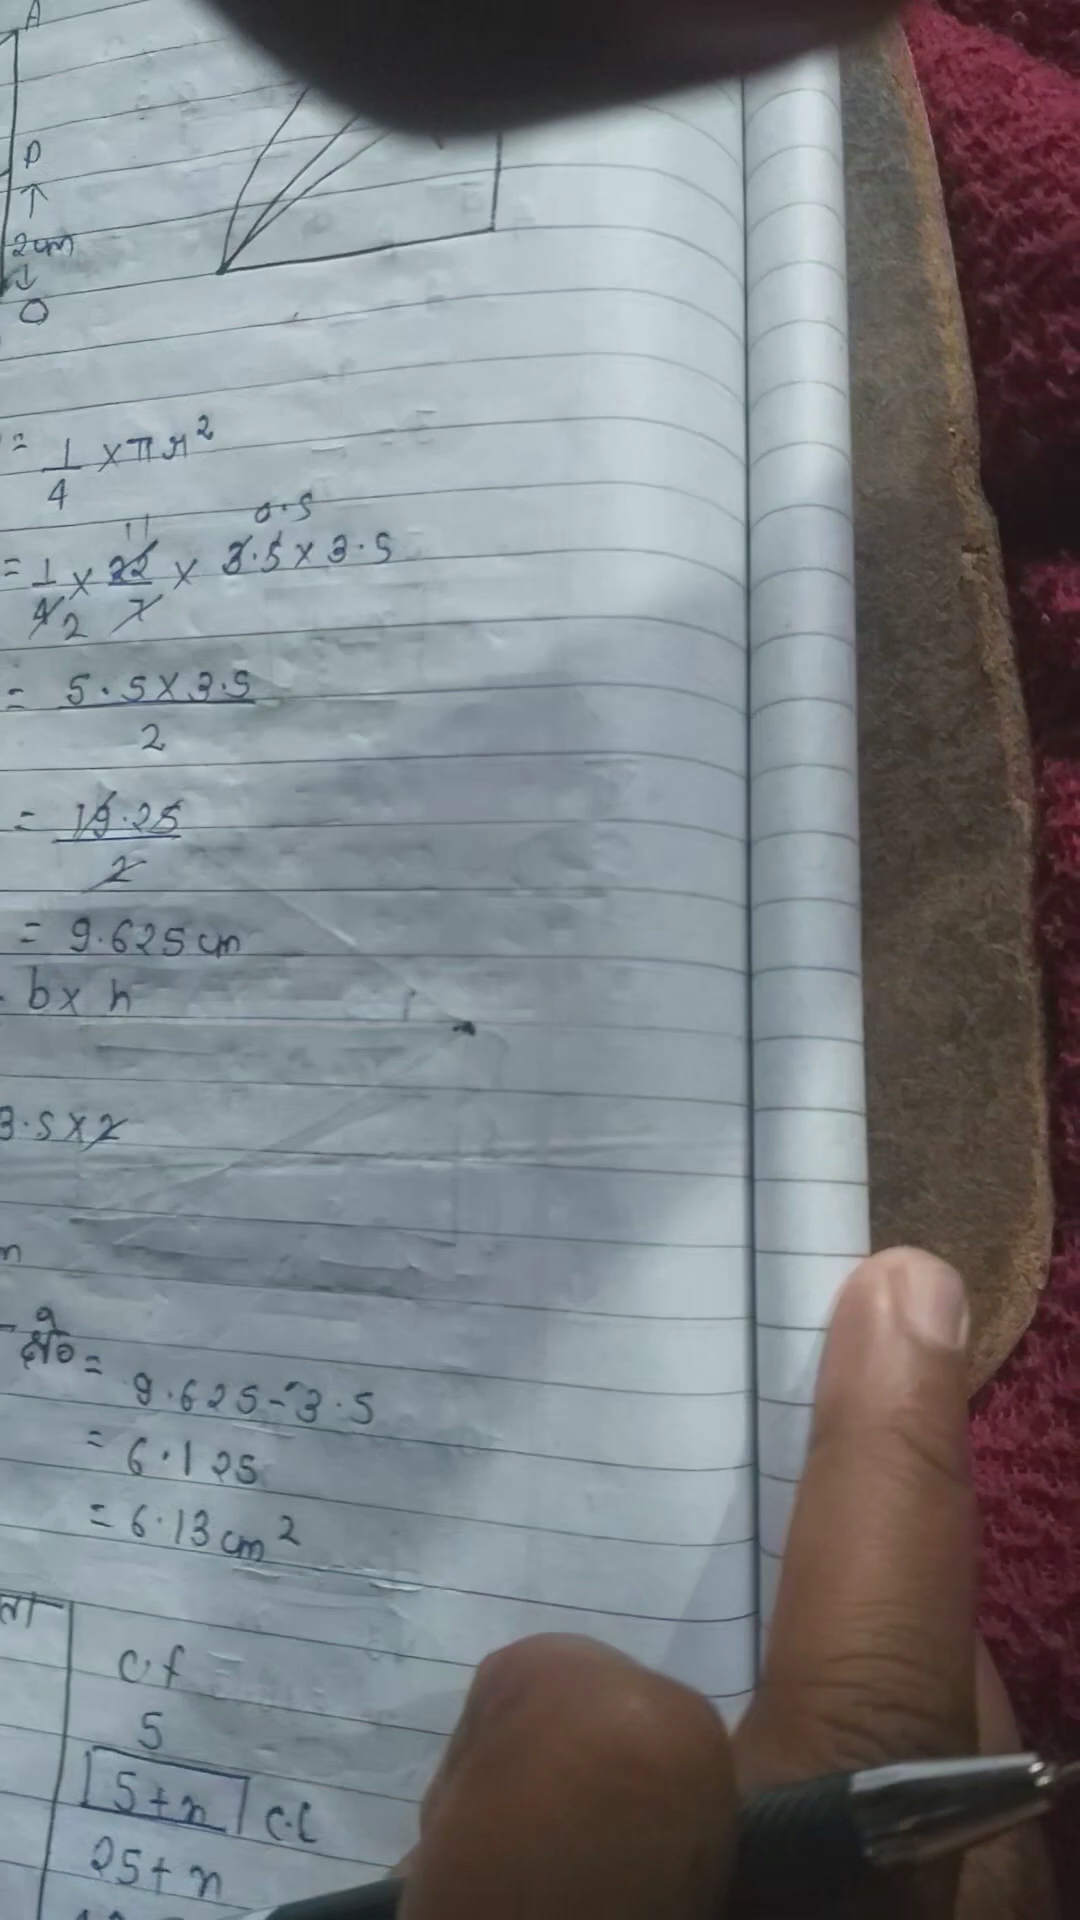 A
P
↑
2cm
↓
O
= 1/4 × πr²
= 1/4 2 × 22 11/7 × 3.5 0.5 × 3.5
= 5.5×3.5/2
= 19.25/2
= 9.625 cm
b× h
3.5×2
= 9.625-3.5
= 6.125
= 6.13 cm²
c.f
5
5+x c.c
25+x